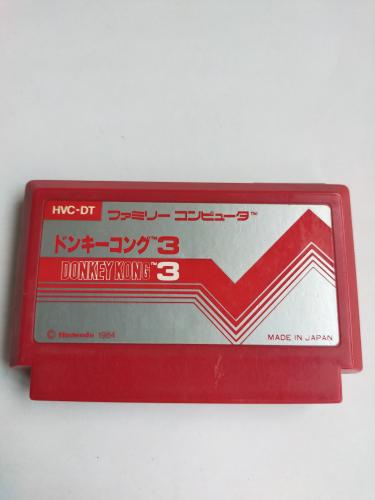 HVC-DT ファミリー コンピュータ™
ドンキーコング™3
DONKEY KONG™3
© Nintendo 1984
MADE IN JAPAN